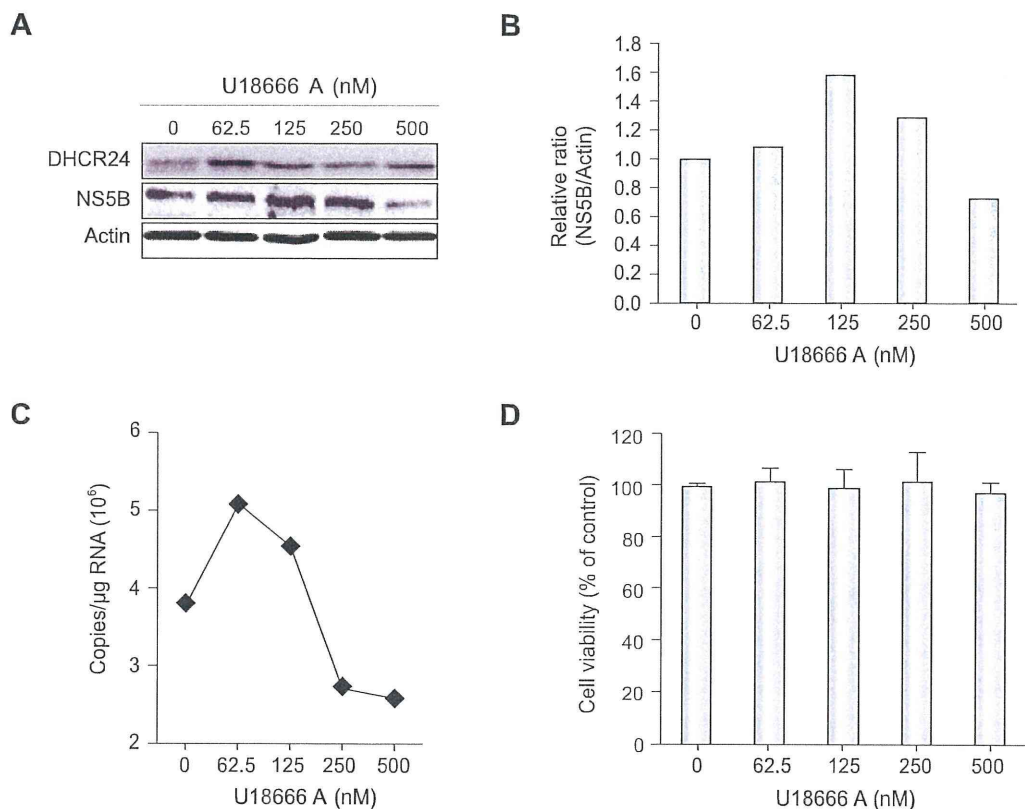 A
U18666 A (nM)
0 62.5 125 250 500
DHCR24
NS5B
Actin
B
Relative ratio
(NS5B/Actin)
1.8
1.6
1.4
1.2
1.0
0.8
0.6
0.4
0.2
0.0
0 62.5 125 250 500
U18666 A (nM)
C
Copies/μg RNA (10⁶)
6
5
4
3
2
0 62.5 125 250 500
U18666 A (nM)
D
Cell viability (% of control)
120
100
80
60
40
20
0
0 62.5 125 250 500
U18666 A (nM)